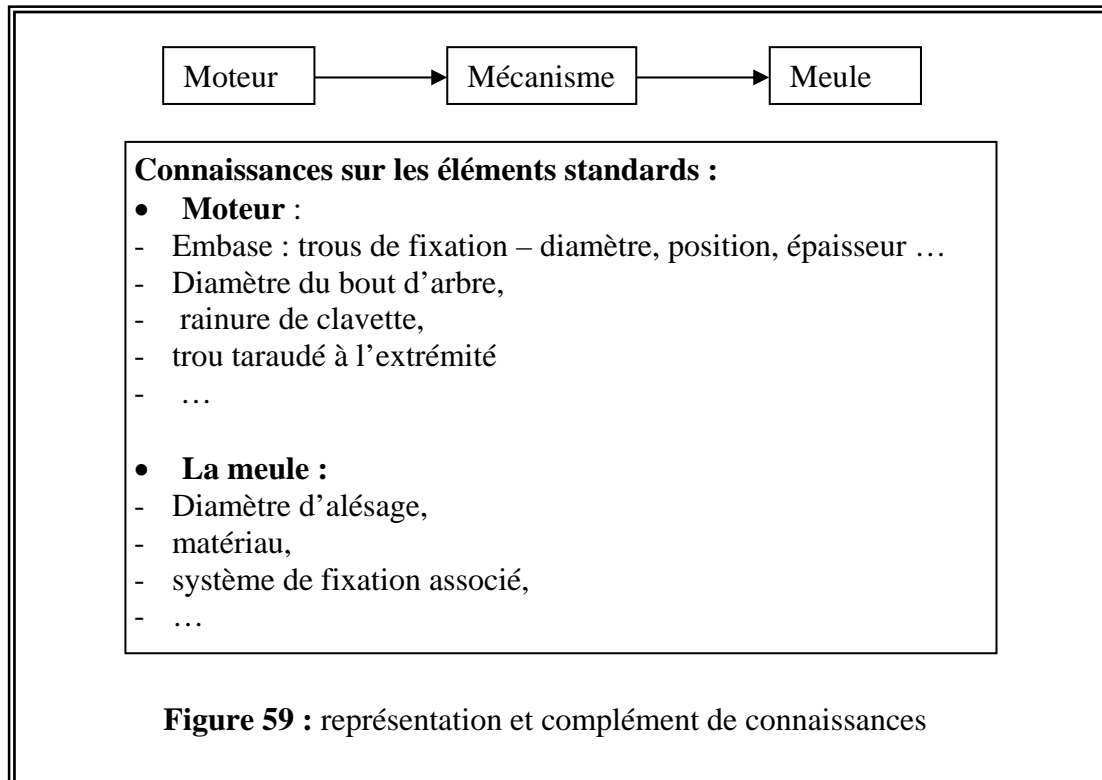 Moteur Mécanisme Meule
Connaissances sur les éléments standards :
• Moteur :
- Embase : trous de fixation – diamètre, position, épaisseur …
- Diamètre du bout d’arbre,
- rainure de clavette,
- trou taraudé à l’extrémité
- …
• La meule :
- Diamètre d’alésage,
- matériau,
- système de fixation associé,
- …
Figure 59 : représentation et complément de connaissances